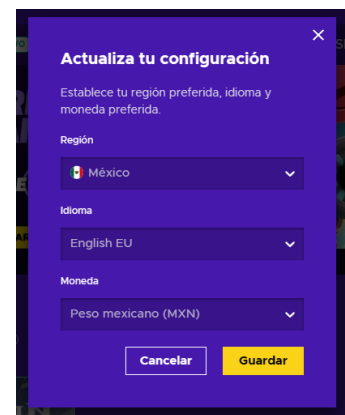 Actualiza tu configuración
Establece tu región preferida, idioma y
moneda preferida.
Región
México
Idioma
English EU
Moneda
Peso mexicano (MXN)
Cancelar
Guardar